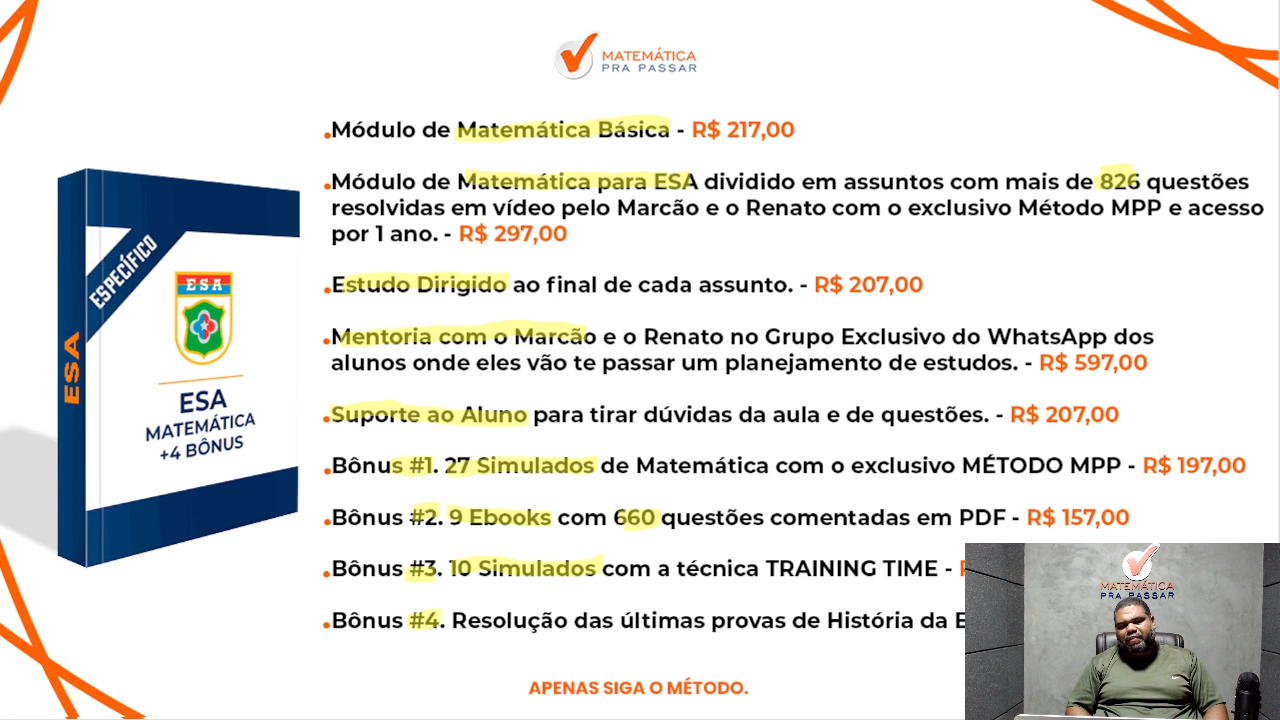 MATEMÁTICA
PRA PASSAR
•Módulo de Matemática Básica - R$ 217,00
•Módulo de Matemática para ESA dividido em assuntos com mais de 826 questões
resolvidas em vídeo pelo Marcão e o Renato com o exclusivo Método MPP e acesso
por 1 ano. - R$ 297,00
•Estudo Dirigido ao final de cada assunto. - R$ 207,00
•Mentoria com o Marcão e o Renato no Grupo Exclusivo do WhatsApp dos
alunos onde eles vão te passar um planejamento de estudos. - R$ 597,00
•Suporte ao Aluno para tirar dúvidas da aula e de questões. - R$ 207,00
•Bônus #1. 27 Simulados de Matemática com o exclusivo MÉTODO MPP - R$ 197,00
•Bônus #2. 9 Ebooks com 660 questões comentadas em PDF - R$ 157,00
•Bônus #3. 10 Simulados com a técnica TRAINING TIME -
•Bônus #4. Resolução das últimas provas de História da
APENAS SIGA O MÉTODO.
ESPECÍFICO
ESA
ESA
ESA
MATEMÁTICA
+4 BÔNUS
MATEMÁTICA
PRA PASSAR